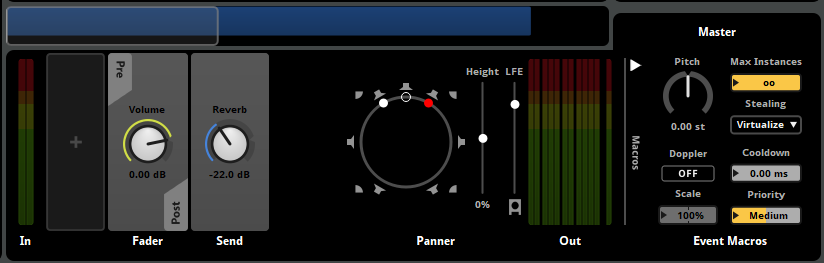 Master
Pre
Volume
0.00 dB
Post
Reverb
-22.0 dB
Height
LFE
0%
Macros
Pitch
0.00 st
Max Instances
oo
Stealing
Virtualize
Doppler
OFF
Cooldown
0.00 ms
Scale
100%
Priority
Medium
In
Fader
Send
Panner
Out
Event Macros